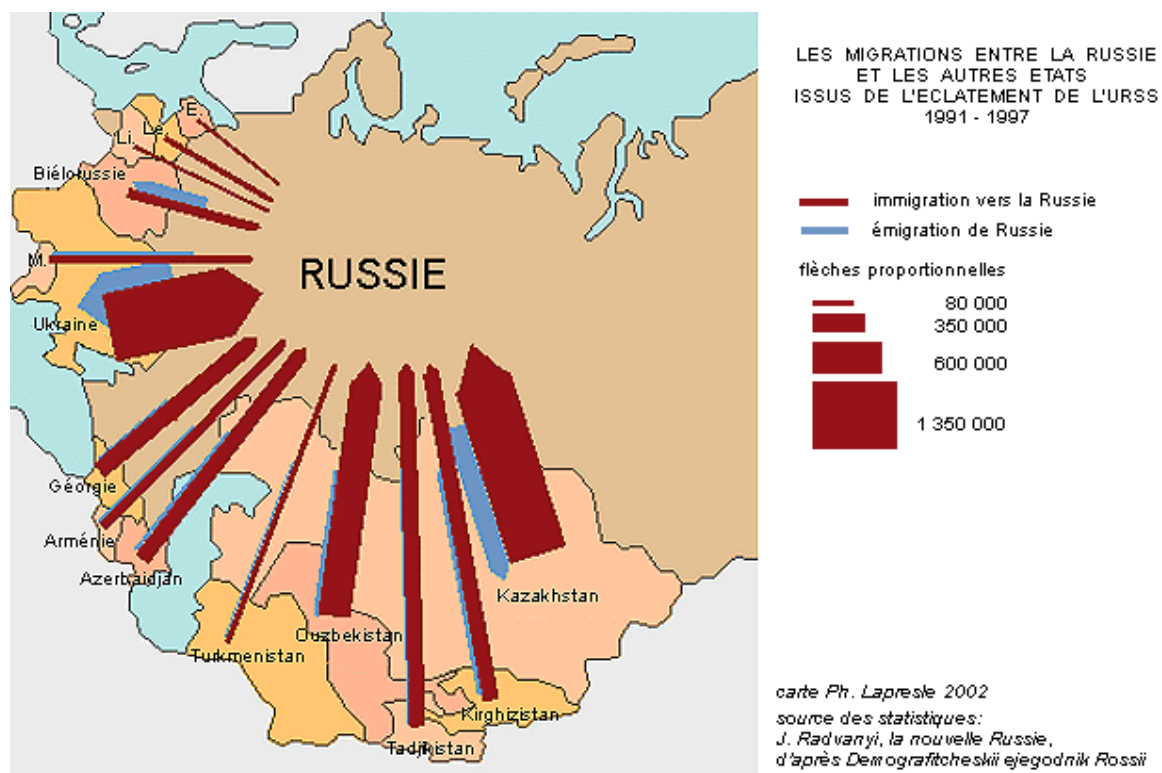 LES MIGRATIONS ENTRE LA RUSSIE
ET LES AUTRES ETATS
ISSUS DE L'ECLATEMENT DE L'URSS
1991 - 1997
immigration vers la Russie
émigration de Russie
flèches proportionnelles
80 000
350 000
600 000
1 350 000
E.
Le.
Li.
Biélorussie
M.
RUSSIE
Ukraine
Géorgie
Arménie
Azerbaïdjan
Kazakhstan
Ouzbekistan
Turkmenistan
Kirghizistan
Tadjikistan
carte Ph. Lapresle 2002
source des statistiques:
J. Radvanyi, la nouvelle Russie,
d'après Demografitcheskii ejegodnik Rossii